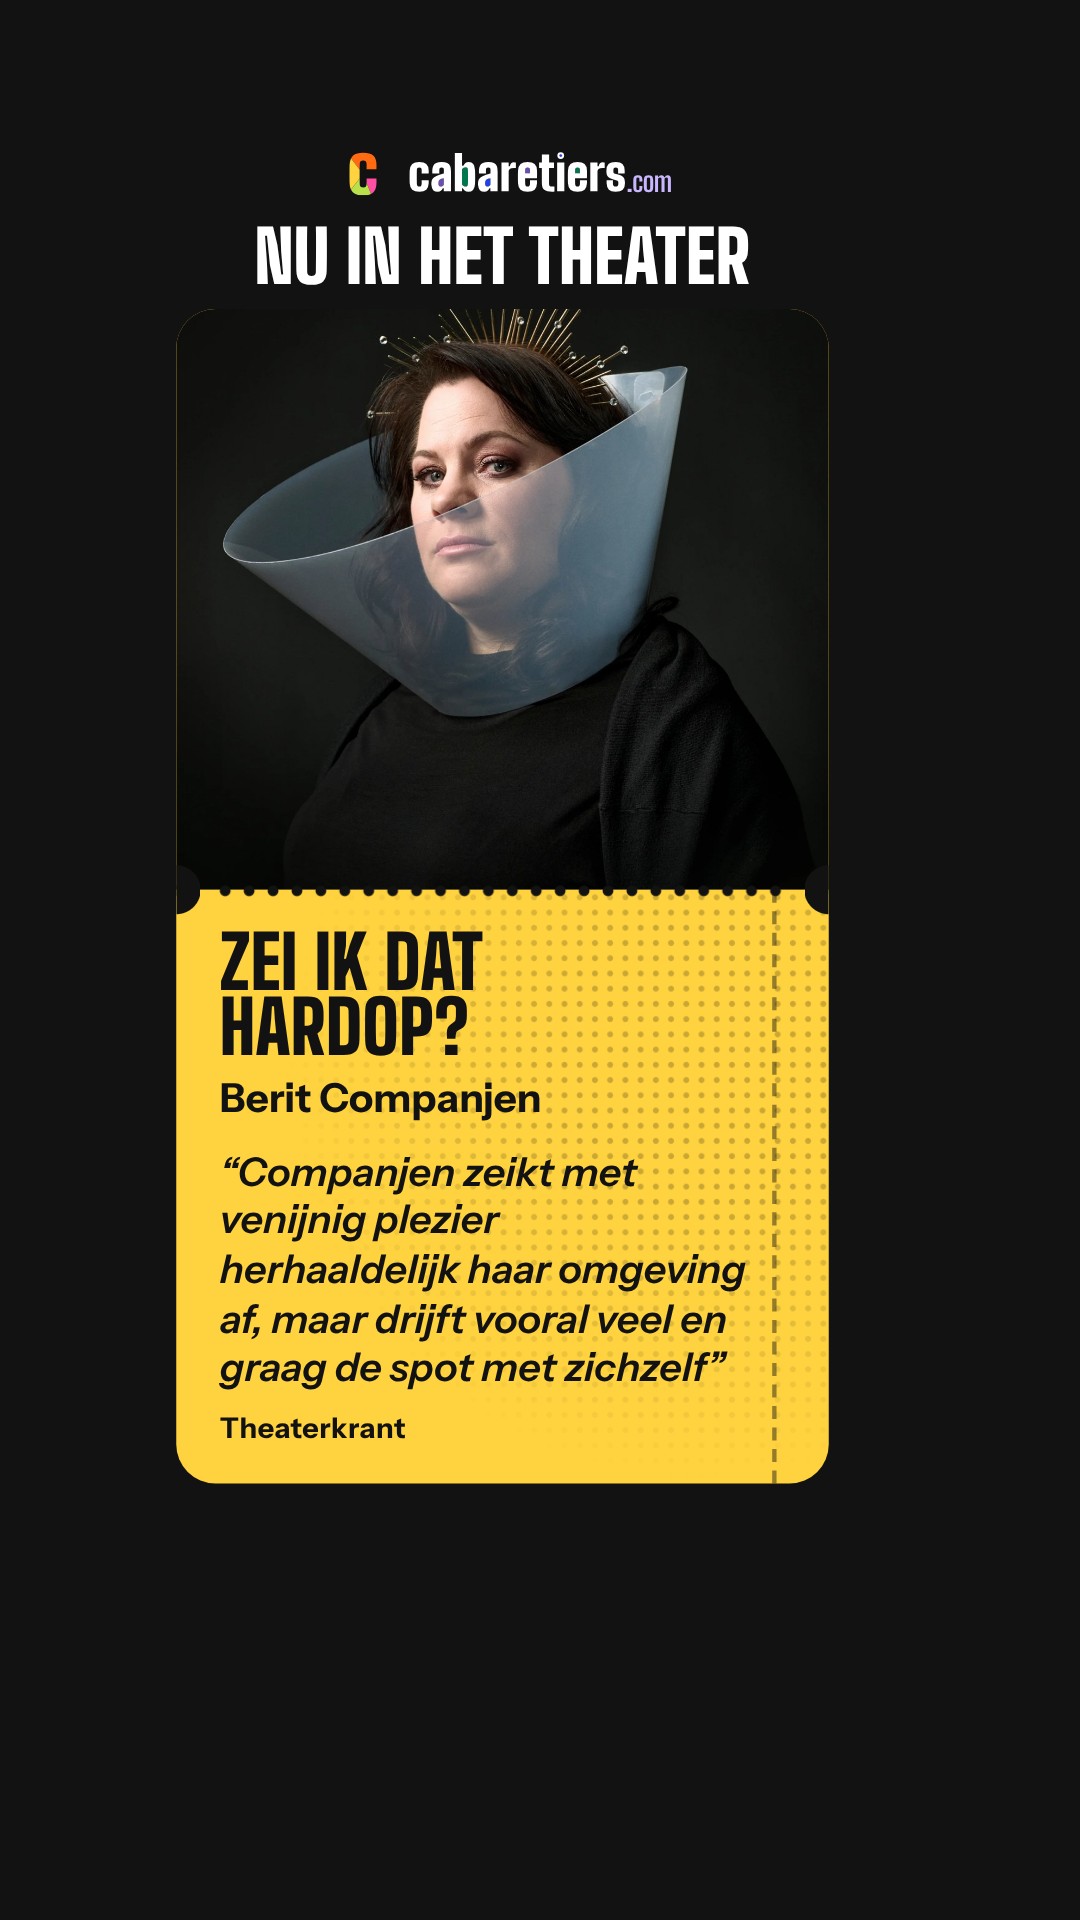 C cabaretiers.com
NU IN HET THEATER
ZEI IK DAT
HARDOP?
Berit Companjen
“Companjen zeikt met
venijnig plezier
herhaaldelijk haar omgeving
af, maar drijft vooral veel en
graag de spot met zichzelf”
Theaterkrant